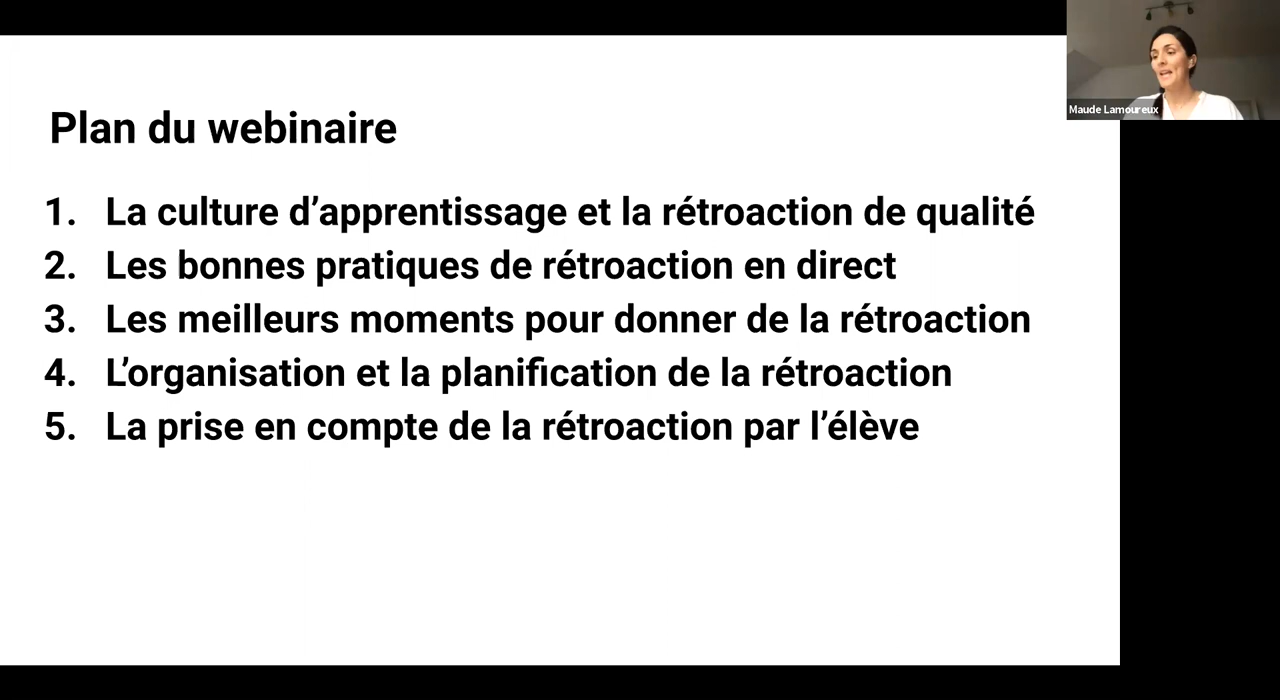 Plan du webinaire
1. La culture d’apprentissage et la rétroaction de qualité
2. Les bonnes pratiques de rétroaction en direct
3. Les meilleurs moments pour donner de la rétroaction
4. L’organisation et la planification de la rétroaction
5. La prise en compte de la rétroaction par l’élève
Maude Lamoureux